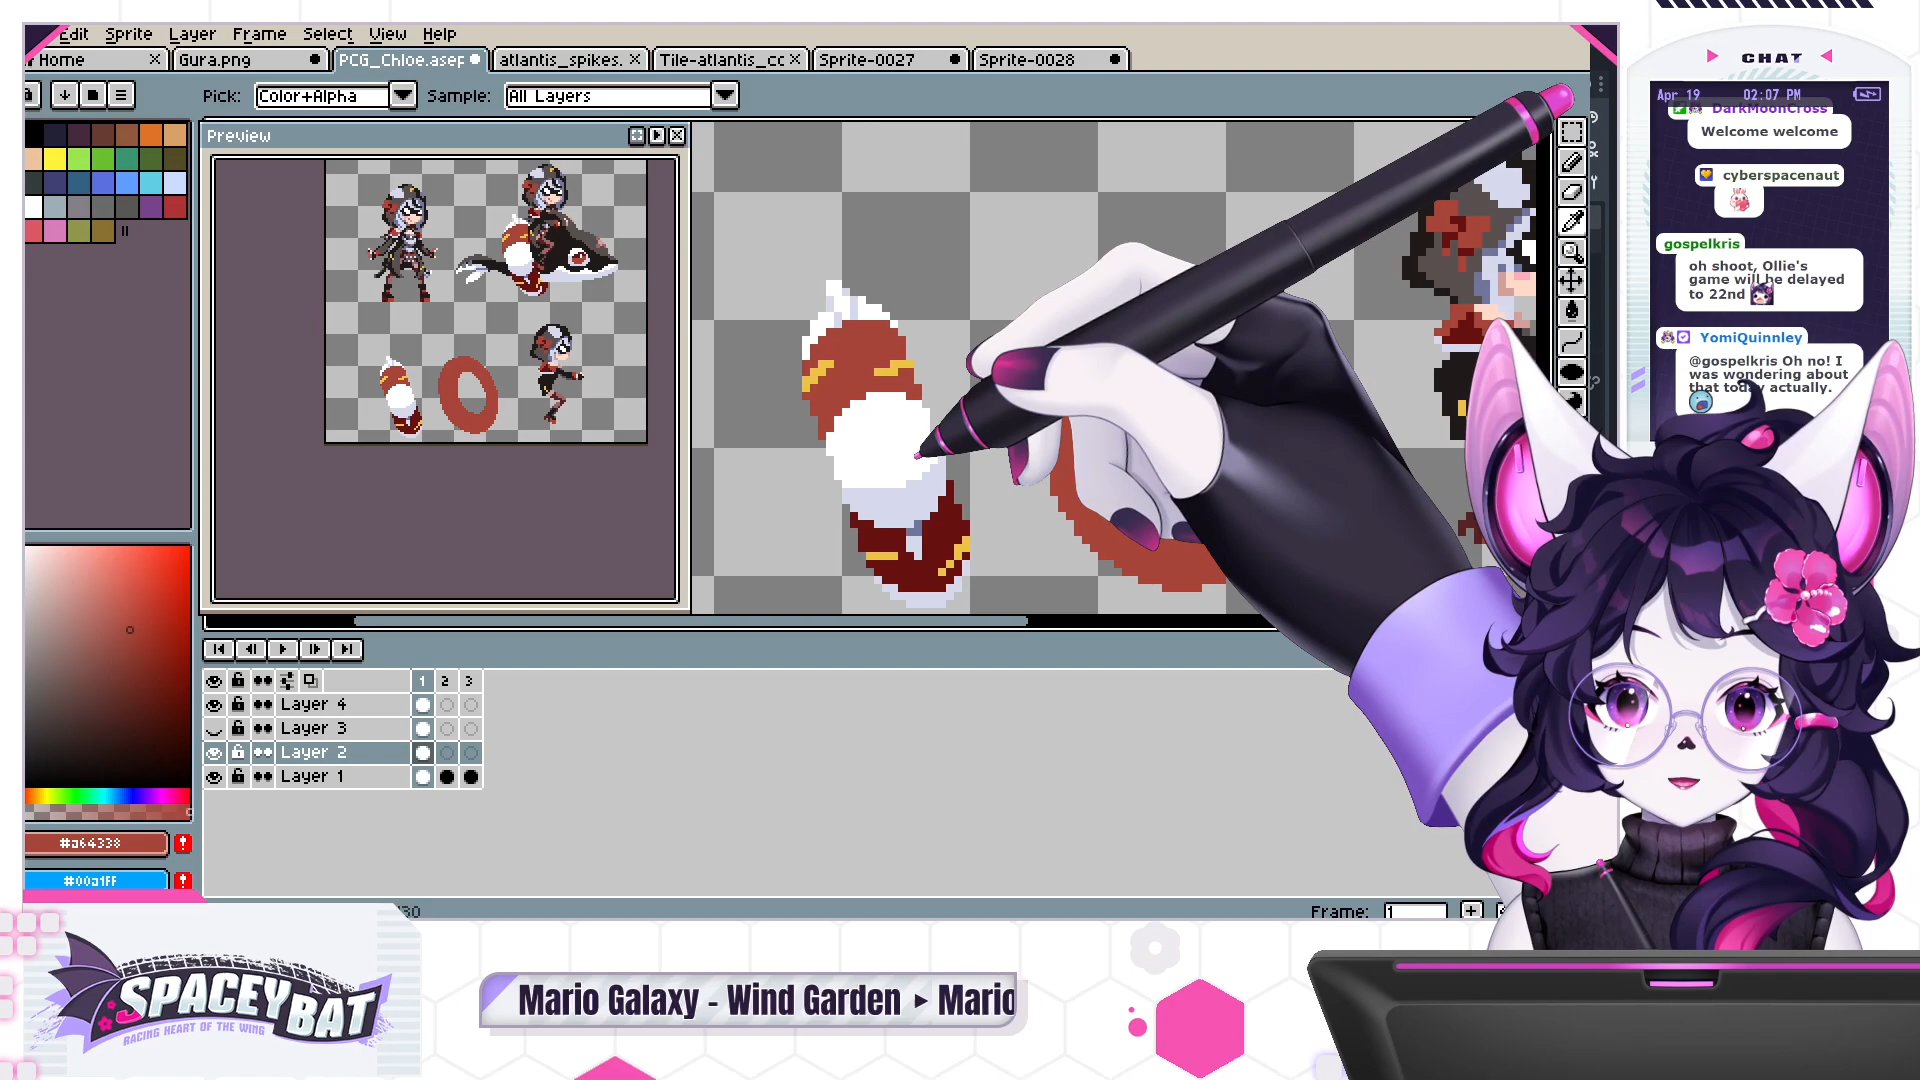 Edit Sprite Layer Frame Select View Help
Home
Gura.png
PCG_Chloe.asep
atlantis_spikes.
Tile-atlantis_cc
Sprite-0027
Sprite-0028
Pick: Color+Alpha Sample: All Layers
Preview
1 2 3
Layer 4
Layer 3
Layer 2
Layer 1
#a64338
#00a1FF
Frame: 1
CHAT
Apr 19 02:07 PM
DarkMoonCross
Welcome welcome
cyberspacenaut
gospelkris
oh shoot, Ollie's
game will be delayed
to 22nd
YomiQuinnley
@gospelkris Oh no! I
was wondering about
that today actually.
SPACEYBAT
RACING HEART OF THE WING
Mario Galaxy - Wind Garden ▸ Mario